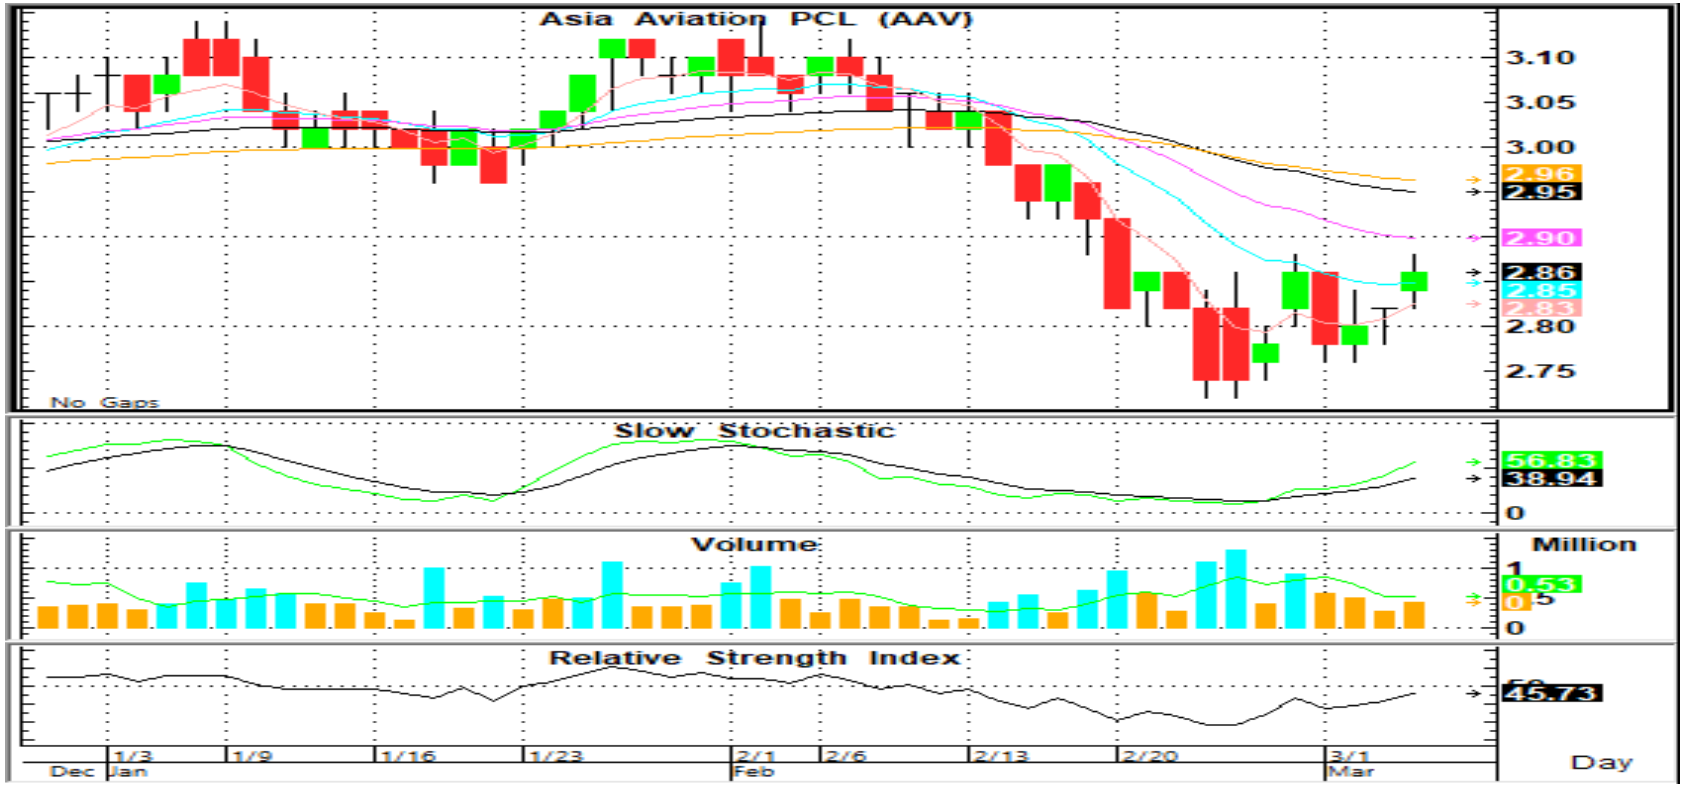 Asia Aviation PCL (AAV)
3.10
3.05
3.00
2.96
2.95
2.90
2.86
2.85
2.83
2.80
2.75
No Gaps
Slow Stochastic
56.83
38.94
0
Volume
Million
1
0.53
0
.5
0
Relative Strength Index
45.73
1/3 1/9 1/16 1/23 2/1 2/6 2/13 2/20 3/1
Dec Jan Feb Mar
Day